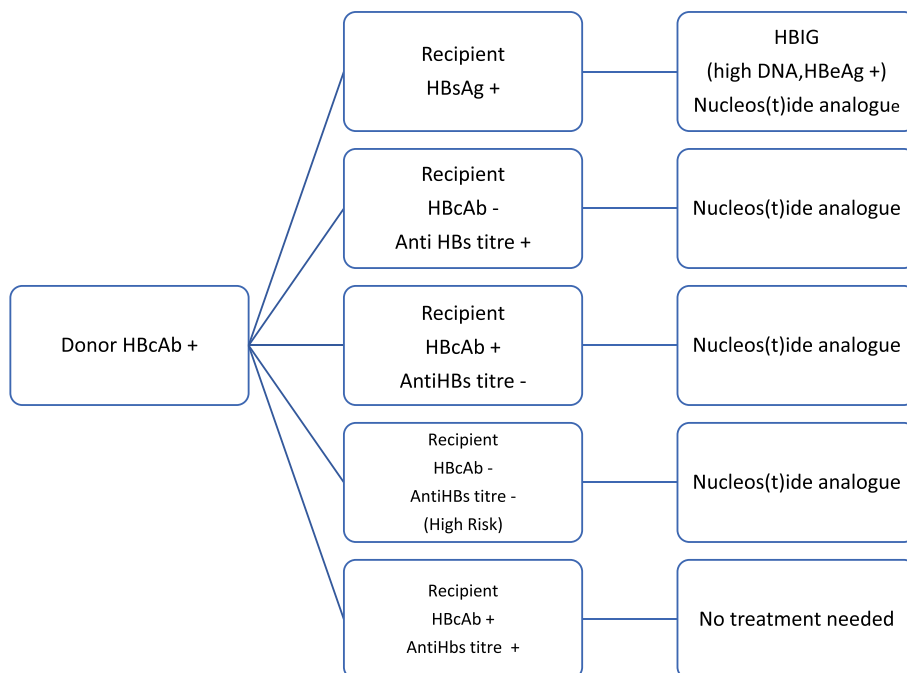 Donor HBcAb +
Recipient
HBsAg +
HBIG
(high DNA,HBeAg +)
Nucleos(t)ide analogue
Recipient
HBcAb -
Anti HBs titre +
Nucleos(t)ide analogue
Recipient
HBcAb +
AntiHBs titre -
Nucleos(t)ide analogue
Recipient
HBcAb -
AntiHBs titre -
(High Risk)
Nucleos(t)ide analogue
Recipient
HBcAb +
AntiHbs titre +
No treatment needed